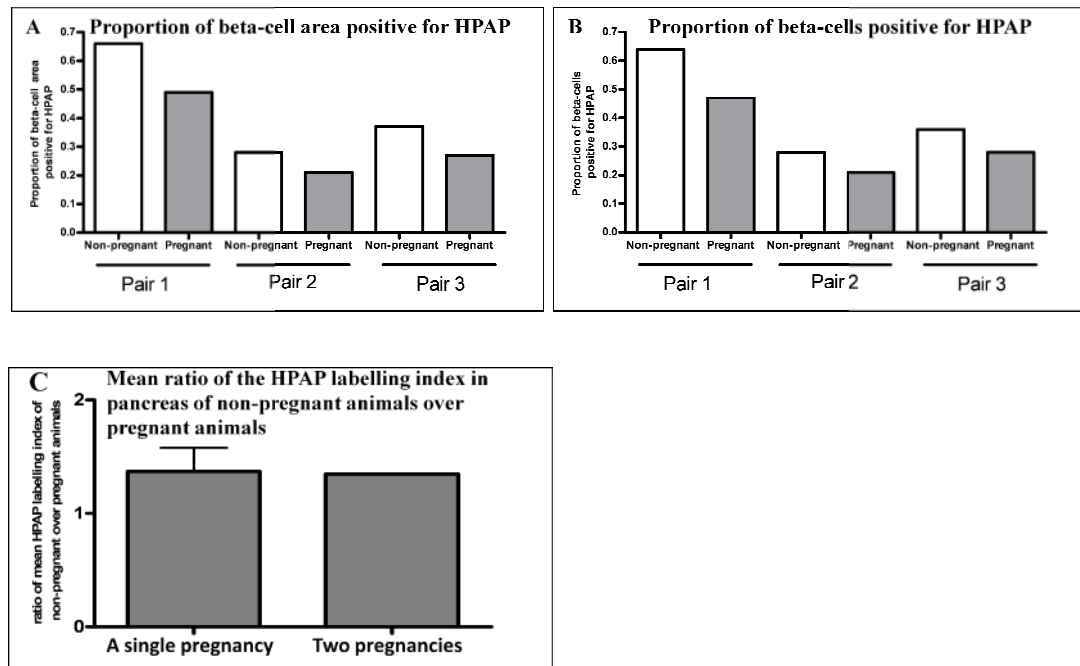 A Proportion of beta-cell area positive for HPAP
Proportion of beta-cell area
positive for HPAP
0.7
0.6
0.5
0.4
0.3
0.2
0.1
0.0
Non-pregnant Pregnant Non-pregnant Pregnant Non-pregnant Pregnant
Pair 1 Pair 2 Pair 3
B Proportion of beta-cells positive for HPAP
Proportion of beta-cells
positive for HPAP
0.7
0.6
0.5
0.4
0.3
0.2
0.1
0.0
Non-pregnant Pregnant Non-pregnant Pregnant Non-pregnant Pregnant
Pair 1 Pair 2 Pair 3
C Mean ratio of the HPAP labelling index in
pancreas of non-pregnant animals over
pregnant animals
ratio of mean HPAP labelling index of
non-pregnant over pregnant animals
2
1
0
A single pregnancy Two pregnancies